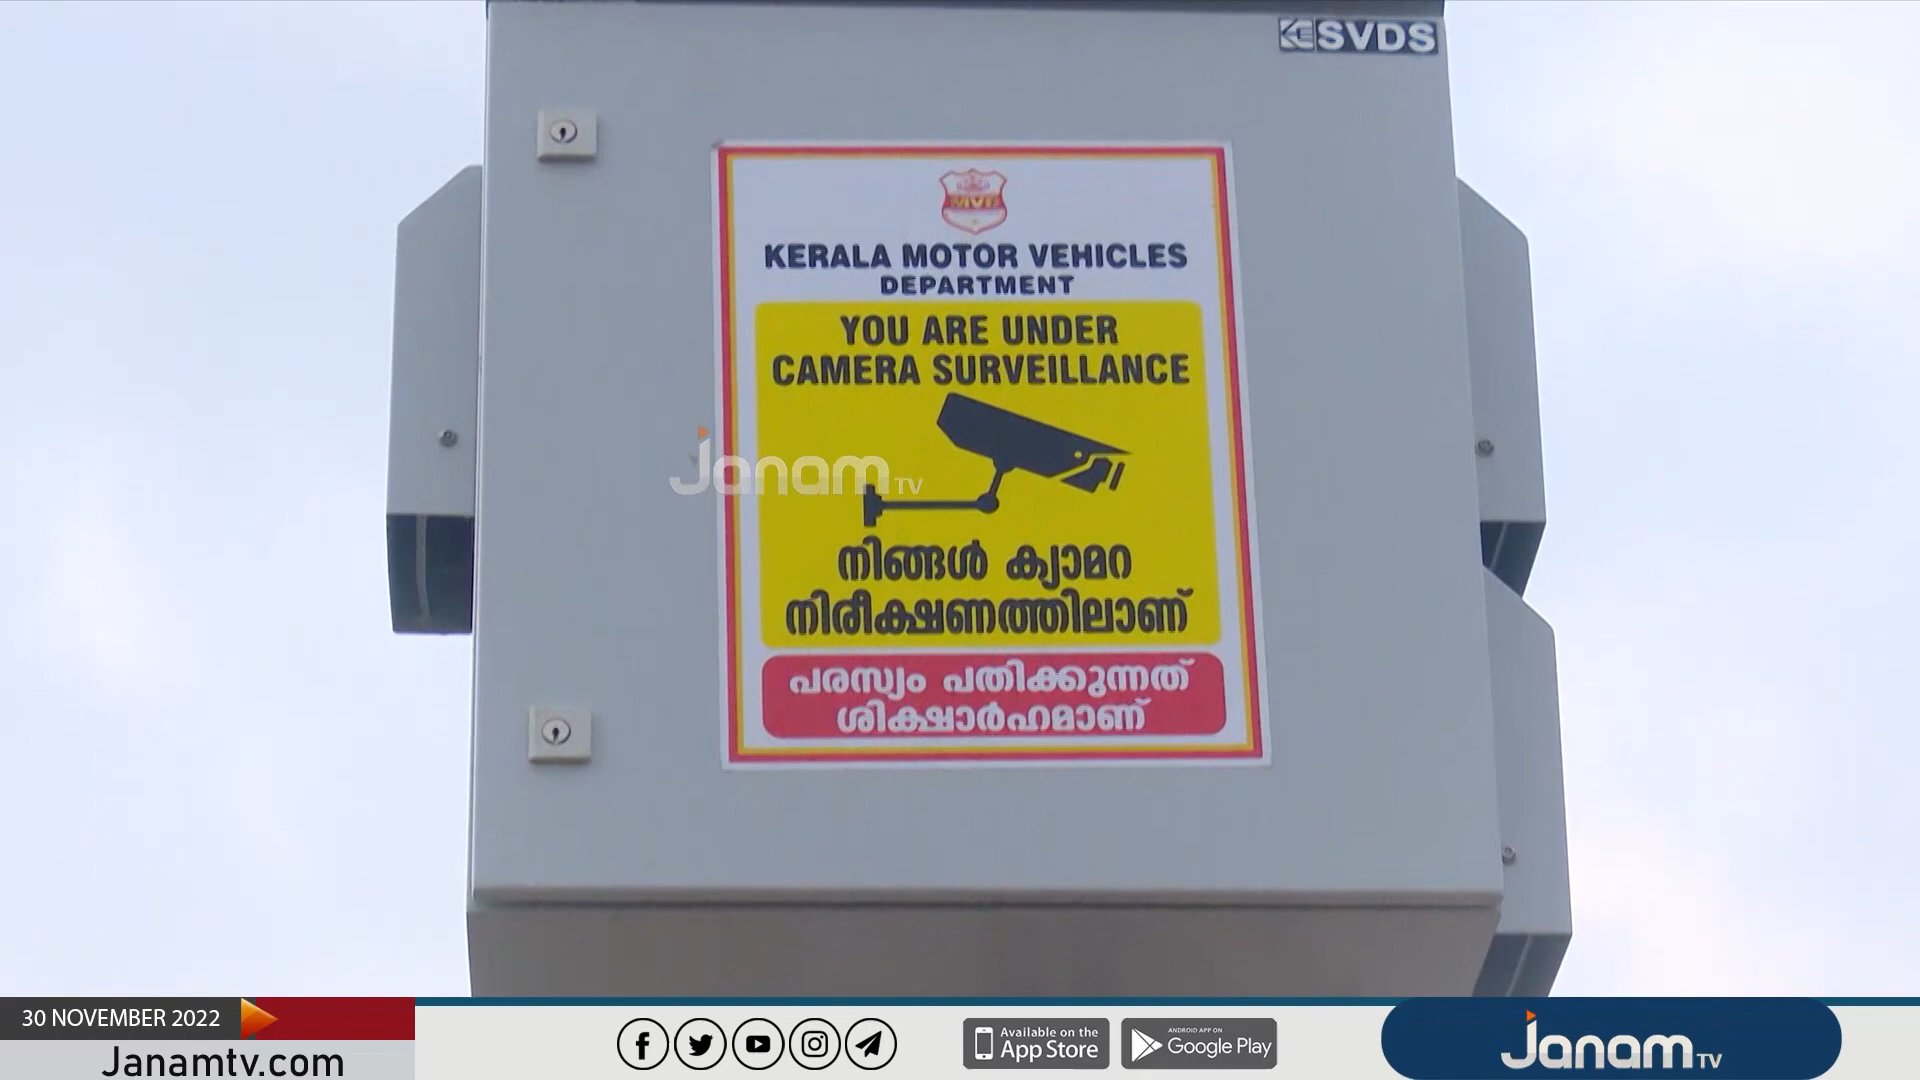 SVDS
MVD
KERALA MOTOR VEHICLES
DEPARTMENT
YOU ARE UNDER
CAMERA SURVEILLANCE
Janam TV
നിങ്ങൾ ക്യാമറ
നിരീക്ഷണത്തിലാണ്
പരസ്യം പതിക്കുന്നത്
ശിക്ഷാർഹമാണ്
30 NOVEMBER 2022
Janamtv.com
Available on the
App Store
ANDROID APP ON
Google Play
Janam TV